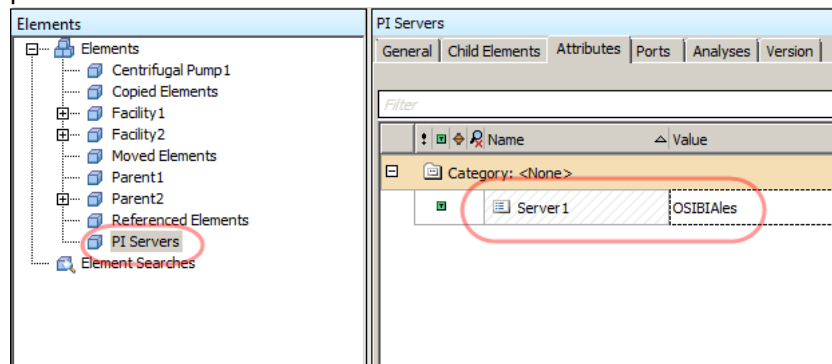 Elements
Elements
Centrifugal Pump1
Copied Elements
Facility1
Facility2
Moved Elements
Parent1
Parent2
Referenced Elements
PI Servers
Element Searches
PI Servers
General Child Elements Attributes Ports Analyses Version
Filter
Name Value
Category: <None>
Server1 OSIBIAles